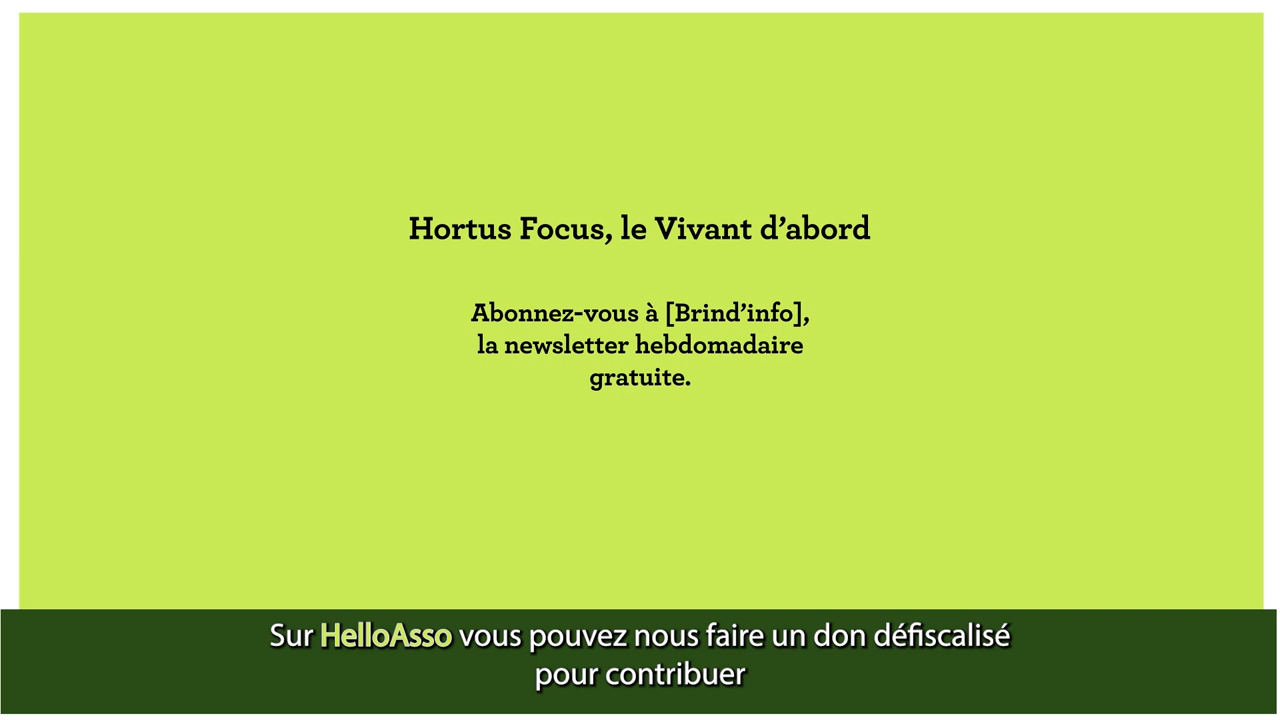 Hortus Focus, le Vivant d’abord
Abonnez-vous à [Brind’info],
la newsletter hebdomadaire
gratuite.
Sur HelloAsso vous pouvez nous faire un don défiscalisé
pour contribuer